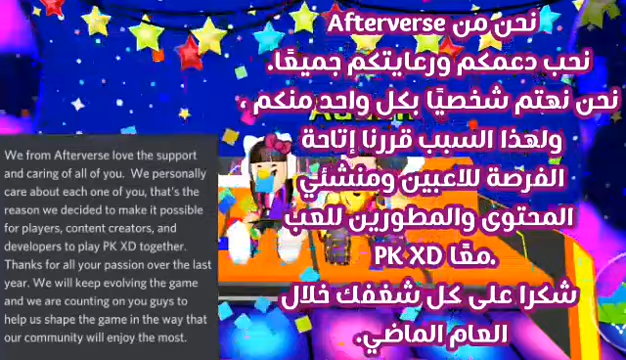 نحن من Afterverse
نحب دعمكم ورعايتكم جميعًا.
نحن نهتم شخصيًا بكل واحد منكم ،
ولهذا السبب قررنا إتاحة
الفرصة للاعبين ومنشئي
المحتوى والمطورين للعب
.معًا PK XD
شكرا على كل شغفك خلال
العام الماضي.
We from Afterverse love the support
and caring of all of you. We personally
care about each one of you, that's the
reason we decided to make it possible
for players, content creators, and
developers to play PK XD together.
Thanks for all your passion over the last
year. We will keep evolving the game
and we are counting on you guys to
help us shape the game in the way that
our community will enjoy the most.